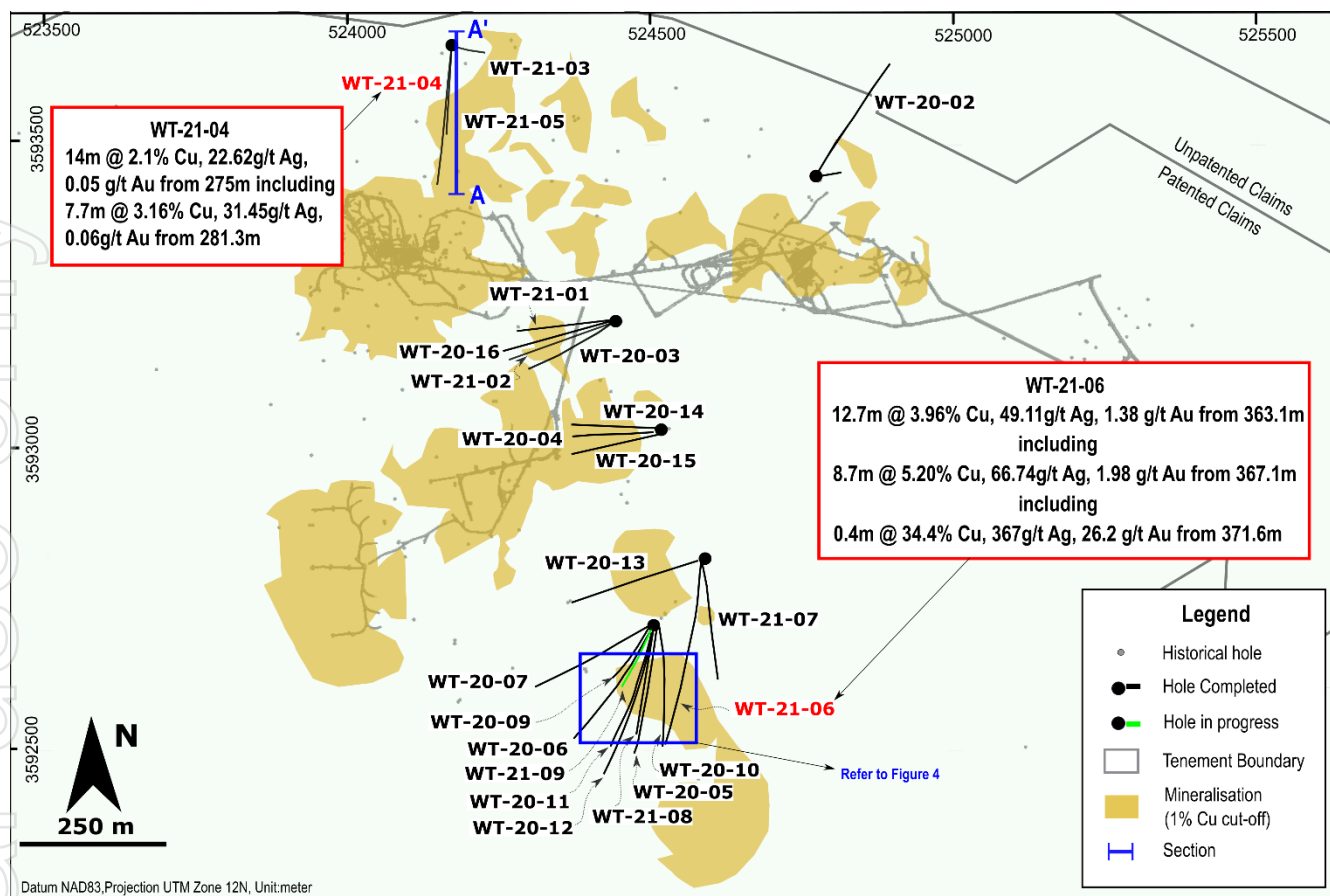 523500
524000
524500
525000
525500
3593500
3593000
3592500
A'
WT-21-03
WT-21-04
WT-21-05
A
WT-20-02
Unpatented Claims
Patented Claims
WT-21-04
14m @ 2.1% Cu, 22.62g/t Ag,
0.05 g/t Au from 275m including
7.7m @ 3.16% Cu, 31.45g/t Ag,
0.06g/t Au from 281.3m
WT-21-01
WT-20-16
WT-20-03
WT-21-02
WT-20-14
WT-20-04
WT-20-15
WT-21-06
12.7m @ 3.96% Cu, 49.11g/t Ag, 1.38 g/t Au from 363.1m
including
8.7m @ 5.20% Cu, 66.74g/t Ag, 1.98 g/t Au from 367.1m
including
0.4m @ 34.4% Cu, 367g/t Ag, 26.2 g/t Au from 371.6m
WT-20-13
WT-21-07
WT-20-07
WT-21-06
WT-20-09
WT-20-06
WT-21-09
WT-20-10
WT-20-11
WT-20-05
WT-20-12
WT-21-08
Refer to Figure 4
Legend
Historical hole
Hole Completed
Hole in progress
Tenement Boundary
Mineralisation
(1% Cu cut-off)
Section
N
250 m
Datum NAD83,Projection UTM Zone 12N, Unit:meter